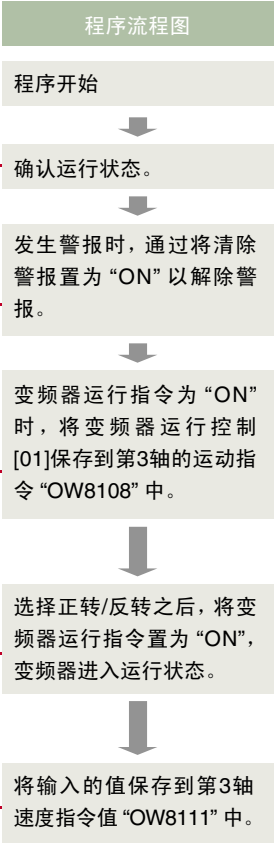 程序流程图
程序开始
确认运行状态。
发生警报时，通过将清除
警报置为 “ON” 以解除警
报。
变频器运行指令为 “ON”
时，将变频器运行控制
[01]保存到第3轴的运动指
令 “OW8108” 中。
选择正转/反转之后，将变
频器运行指令置为 “ON”，
变频器进入运行状态。
将输入的值保存到第3轴
速度指令值 “OW8111” 中。